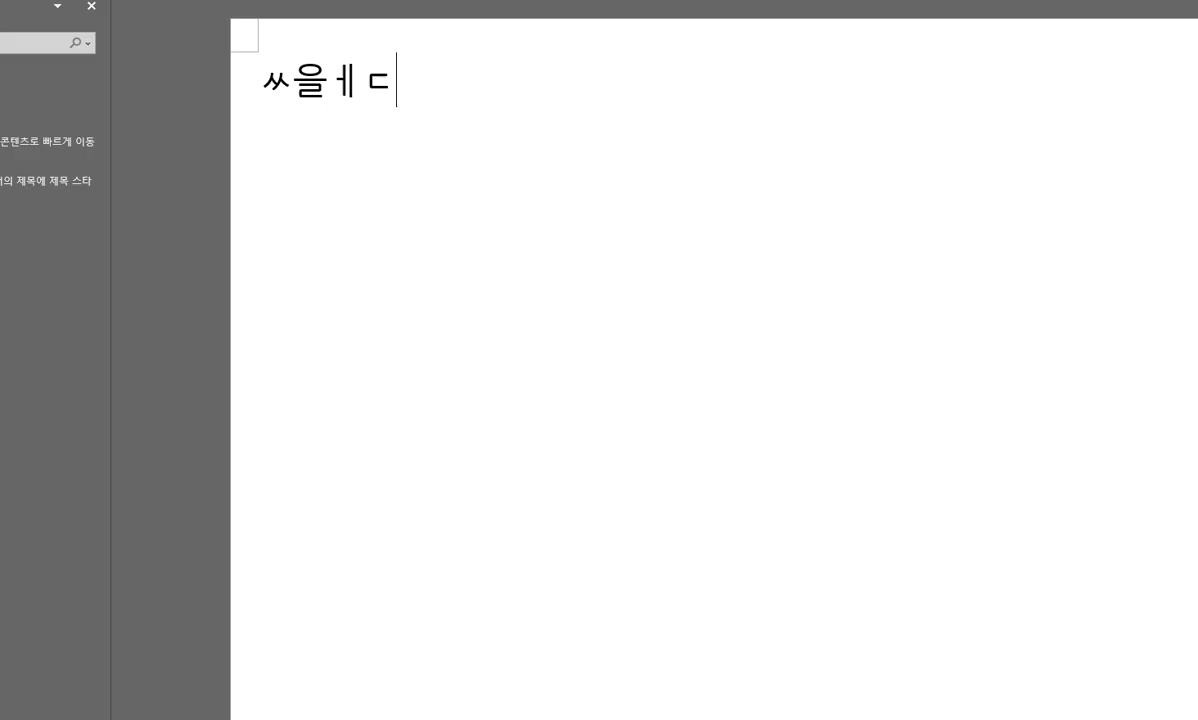 ㅆ을ㅔㄷ
콘텐츠로 빠르게 이동
의 제목에 제목 스타